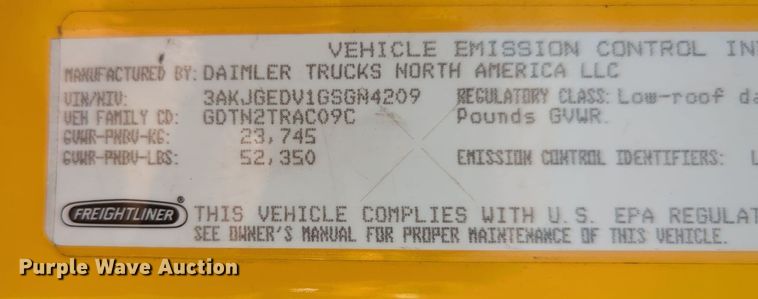 VEHICLE EMISSION CONTROL IN
MANUFACTURED BY: DAIMLER TRUCKS NORTH AMERICA LLC
VIN/NIV: 3AKJGEDV1GSGN4209 REGULATORY CLASS: Low-roof da
VEH FAMILY CD: GDTN2TRAC09C Pounds GVWR.
GVWR-PNBV-KG: 23,745
GVWR-PNBV-LBS: 52,350 EMISSION CONTROL IDENTIFIERS: L
FREIGHTLINER® THIS VEHICLE COMPLIES WITH U.S. EPA REGULAT
SEE OWNER'S MANUAL FOR PROPER MAINTENANCE OF THIS VEHICLE.
Purple Wave Auction